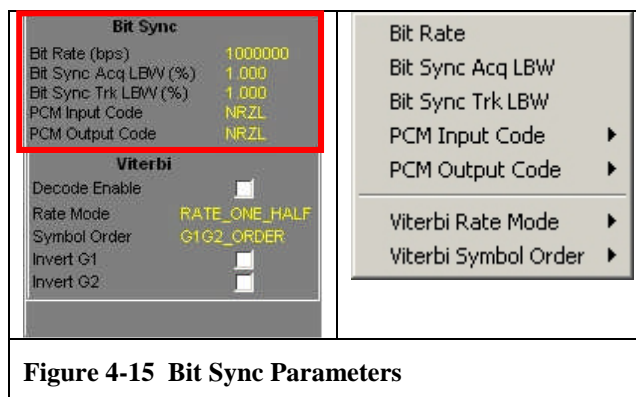 Bit Sync
Bit Rate (bps) 1000000
Bit Sync Acq LBW (%) 1.000
Bit Sync Trk LBW (%) 1.000
PCM Input Code NRZL
PCM Output Code NRZL
Viterbi
Decode Enable
Rate Mode RATE_ONE_HALF
Symbol Order G1G2_ORDER
Invert G1
Invert G2
Bit Rate
Bit Sync Acq LBW
Bit Sync Trk LBW
PCM Input Code
PCM Output Code
Viterbi Rate Mode
Viterbi Symbol Order
Figure 4-15 Bit Sync Parameters